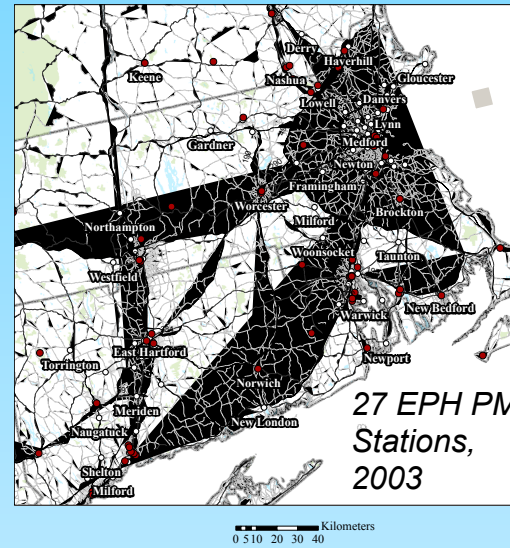 Derry
Haverhill
Keene
Nashua
Gloucester
Lowell
Danvers
Lynn
Gardner
Medford
Newton
Framingham
Worcester
Milford
Brockton
Northampton
Woonsocket
Taunton
Westfield
New Bedford
Warwick
East Hartford
Torrington
Newport
Norwich
Meriden
New London
Naugatuck
Shelton
Milford
27 EPH PM
Stations,
2003
Kilometers
0 5 10 20 30 40